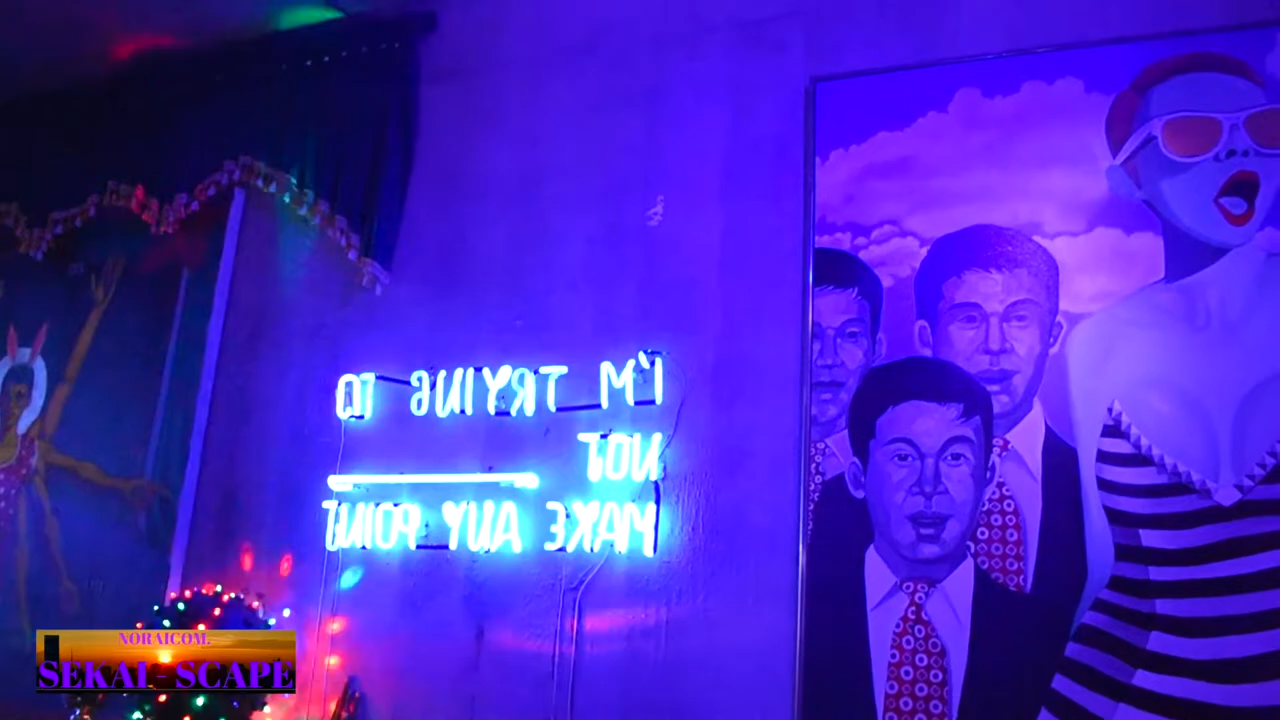 I'M TRYING TO
NOT
MAKE ANY POINT
NORAICOM.
SEKAI - SCAPE